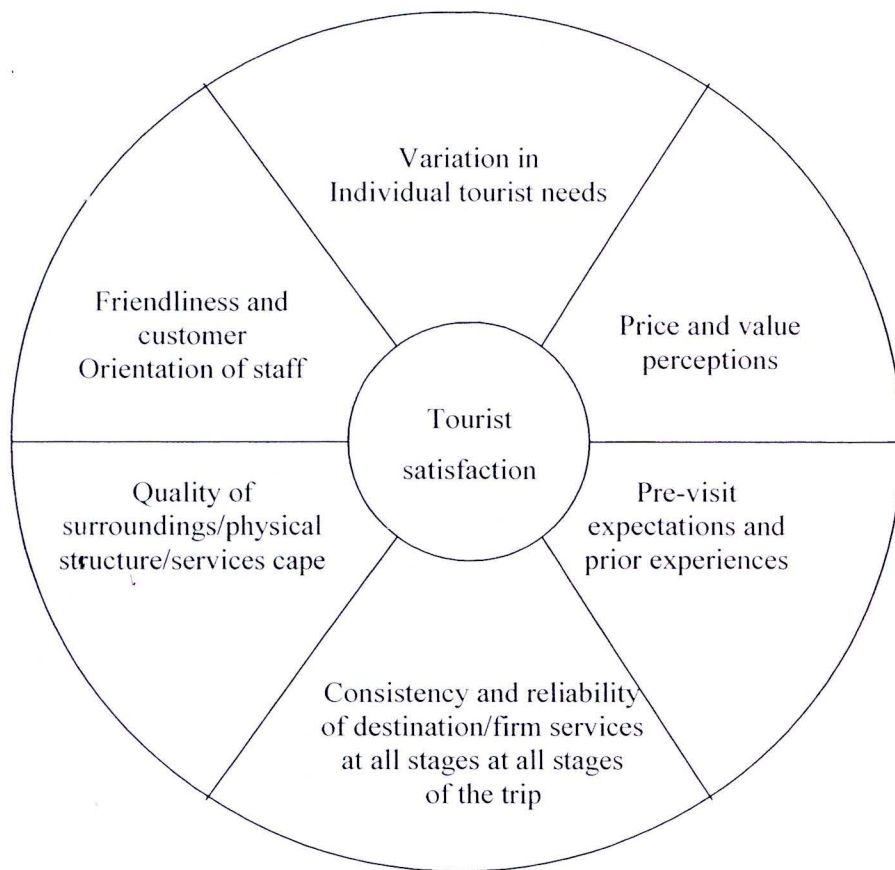 Variation in
Individual tourist needs
Friendliness and
customer
Orientation of staff
Price and value
perceptions
Tourist
satisfaction
Quality of
surroundings/physical
structure/services cape
Pre-visit
expectations and
prior experiences
Consistency and reliability
of destination/firm services
at all stages at all stages
of the trip